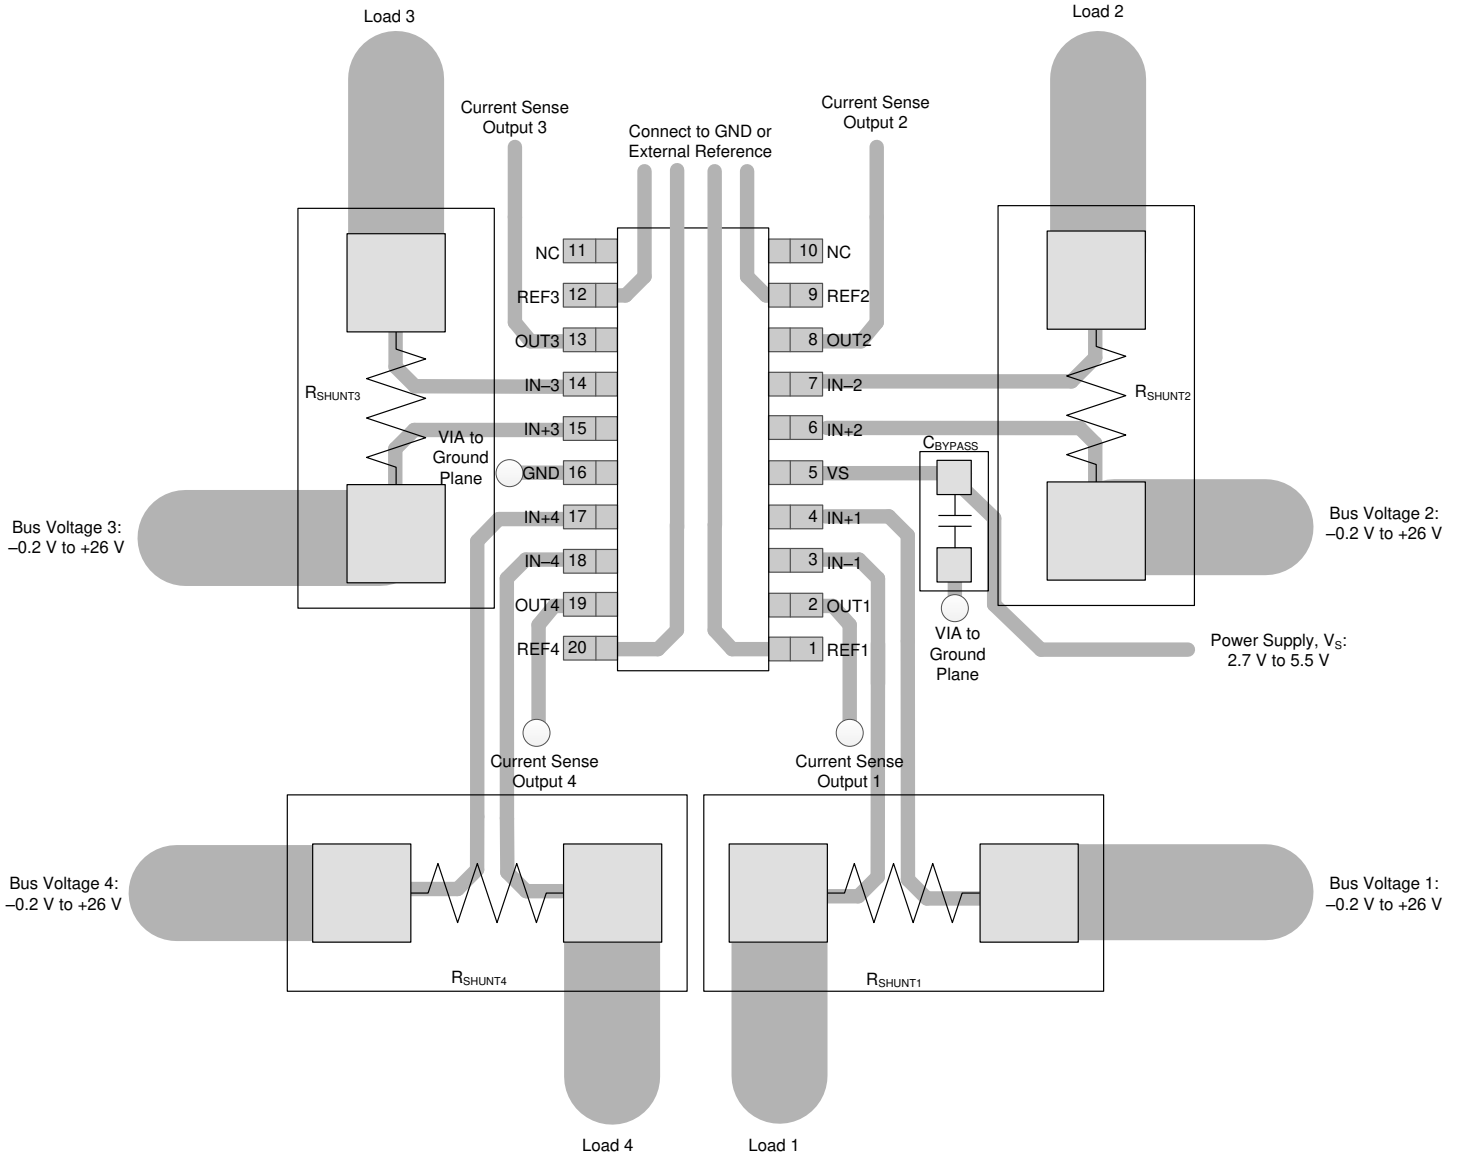 Load 3
Load 2
Current Sense
Output 3
Current Sense
Output 2
Connect to GND or
External Reference
NC 11
10 NC
REF3 12
9 REF2
OUT3 13
8 OUT2
IN–3 14
7 IN–2
RSHUNT3
RSHUNT2
IN+3 15
6 IN+2
VIA to
Ground
Plane
CBYPASS
GND 16
5 VS
IN+4 17
4 IN+1
Bus Voltage 3:
–0.2 V to +26 V
Bus Voltage 2:
–0.2 V to +26 V
IN–4 18
3 IN–1
OUT4 19
2 OUT1
REF4 20
1 REF1
VIA to
Ground
Plane
Power Supply, VS:
2.7 V to 5.5 V
Current Sense
Output 4
Current Sense
Output 1
Bus Voltage 4:
–0.2 V to +26 V
Bus Voltage 1:
–0.2 V to +26 V
RSHUNT4
RSHUNT1
Load 4
Load 1